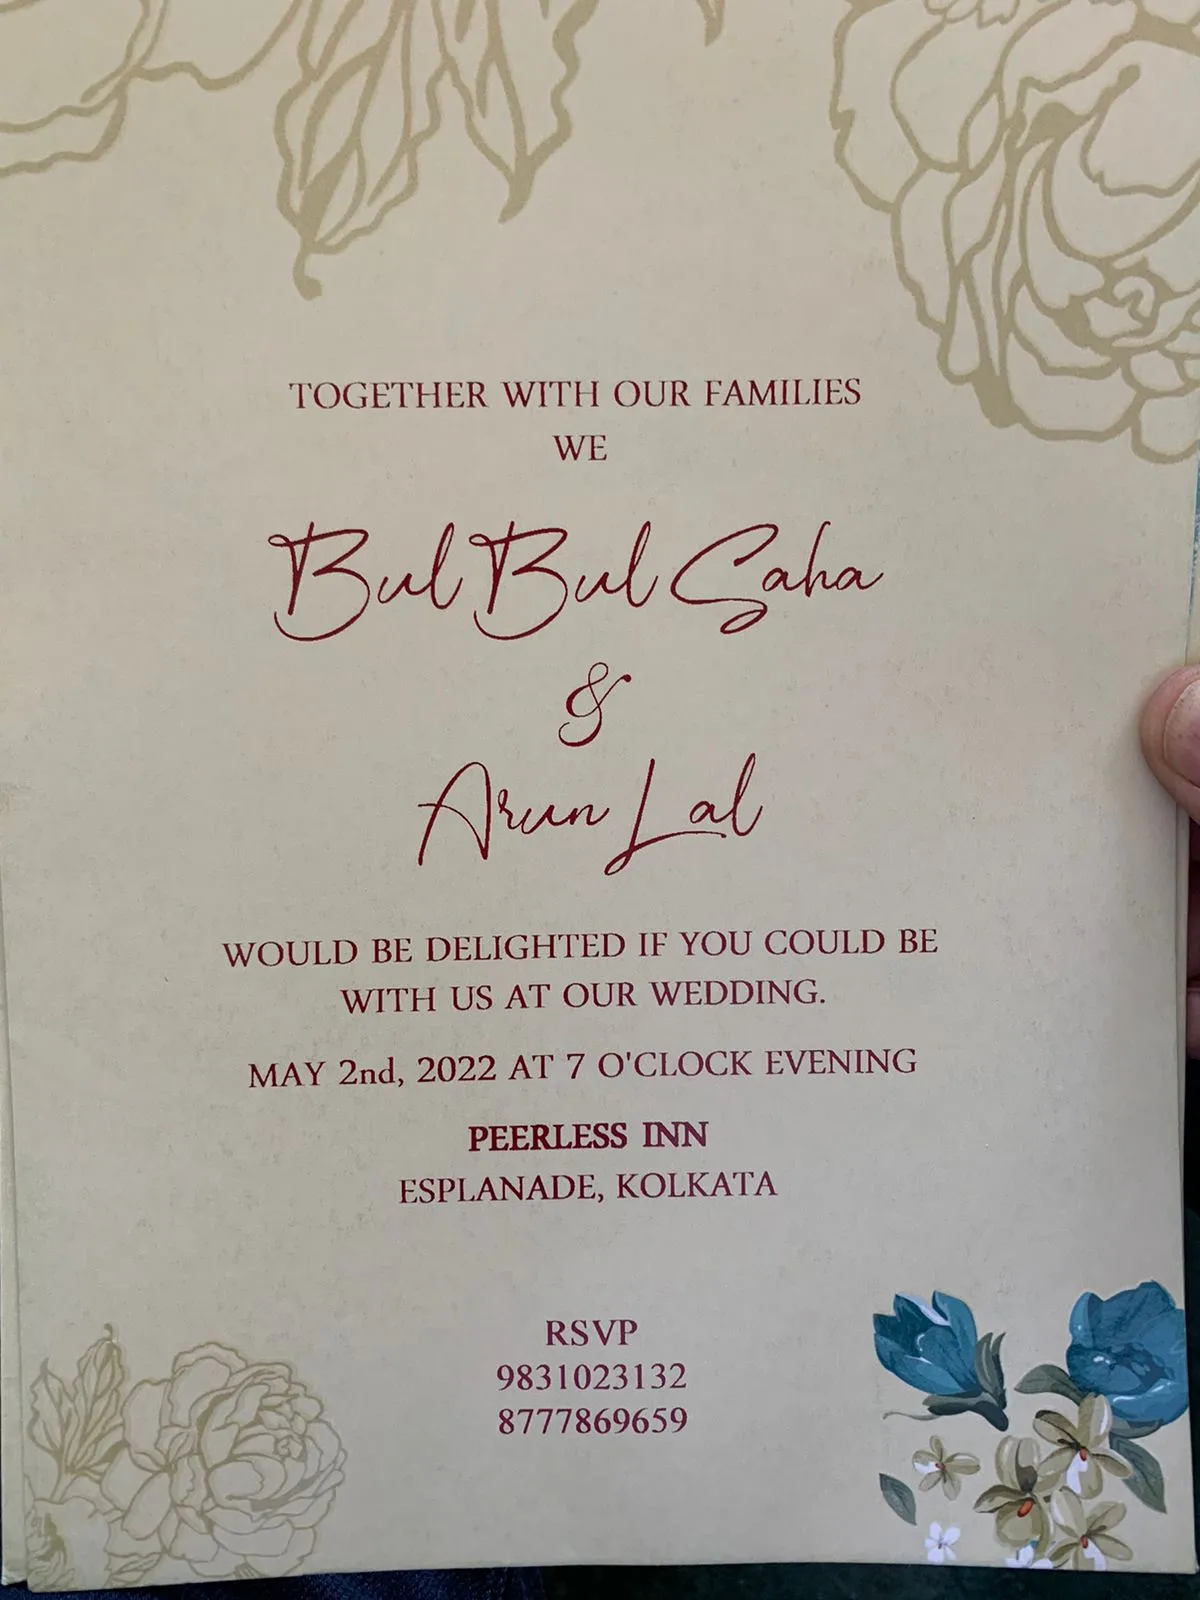 TOGETHER WITH OUR FAMILIES
WE
Bul Bul Saha
&
Arun Lal
WOULD BE DELIGHTED IF YOU COULD BE
WITH US AT OUR WEDDING.
MAY 2nd, 2022 AT 7 O'CLOCK EVENING
PEERLESS INN
ESPLANADE, KOLKATA
RSVP
9831023132
8777869659